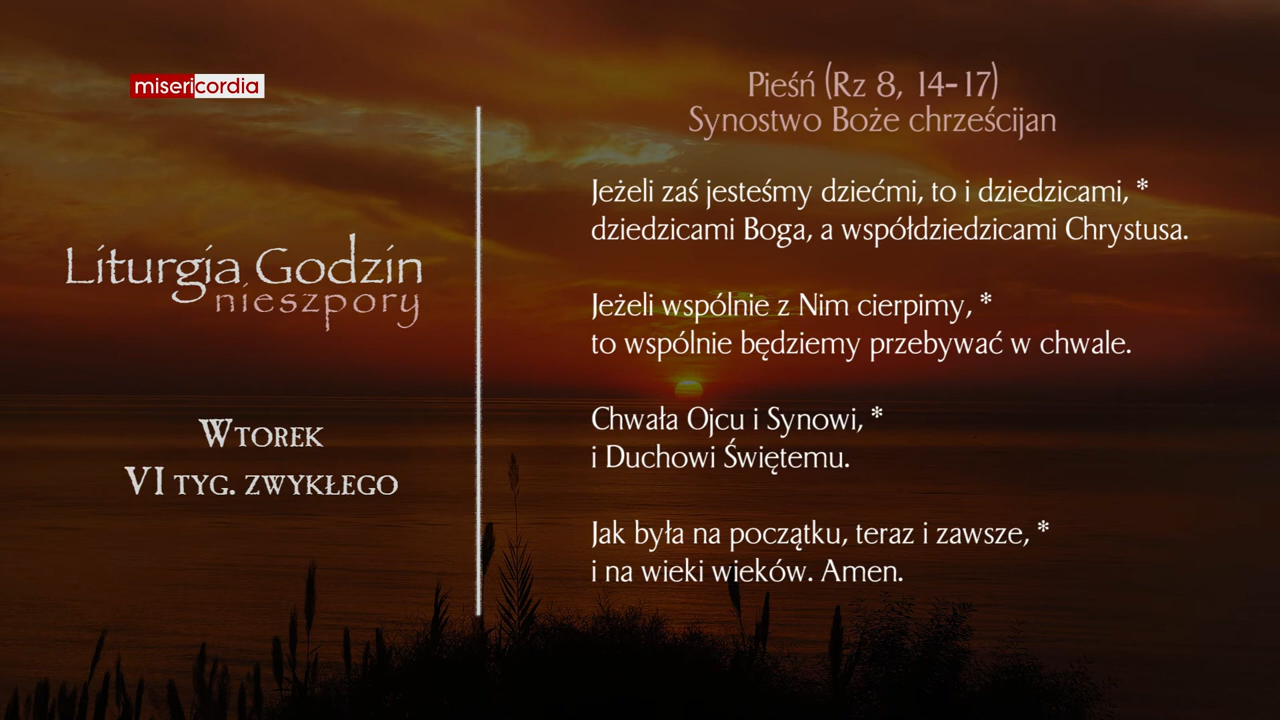 misericordia
Liturgia Godzin
nieszpory
Wtorek
VI tyg. zwykłego
Pieśń (Rz 8, 14-17)
Synostwo Boże chrześcijan
Jeżeli zaś jesteśmy dziećmi, to i dziedzicami, *
dziedzicami Boga, a współdziedzicami Chrystusa.
Jeżeli wspólnie z Nim cierpimy, *
to wspólnie będziemy przebywać w chwale.
Chwała Ojcu i Synowi, *
i Duchowi Świętemu.
Jak była na początku, teraz i zawsze, *
i na wieki wieków. Amen.